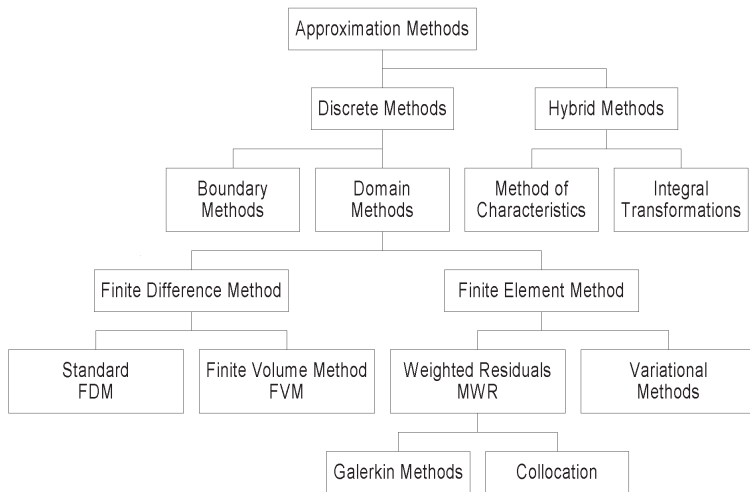 Approximation Methods
Discrete Methods
Hybrid Methods
Boundary
Methods
Domain
Methods
Method of
Characteristics
Integral
Transformations
Finite Difference Method
Finite Element Method
Standard
FDM
Finite Volume Method
FVM
Weighted Residuals
MWR
Variational
Methods
Galerkin Methods
Collocation